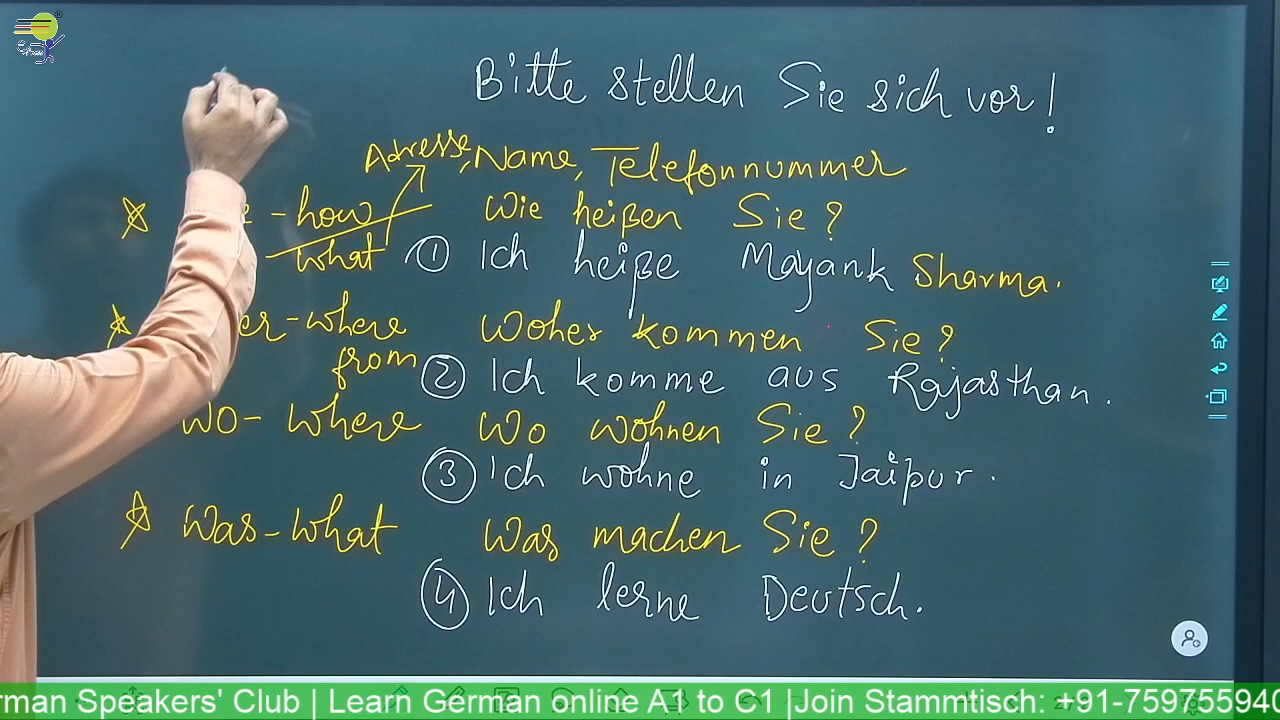 Bitte stellen Sie sich vor!
Adresse, Name, Telefonnummer
- how Wie heißen Sie?
what ① Ich heiße Mayank Sharma.
er - where Woher kommen Sie?
from ② Ich komme aus Rajasthan.
Wo - where Wo wohnen Sie?
③ Ich wohne in Jaipur.
Was - what Was machen Sie?
④ Ich lerne Deutsch.
rman Speakers' Club | Learn German online A1 to C1 |Join Stammtisch: +91-759755940